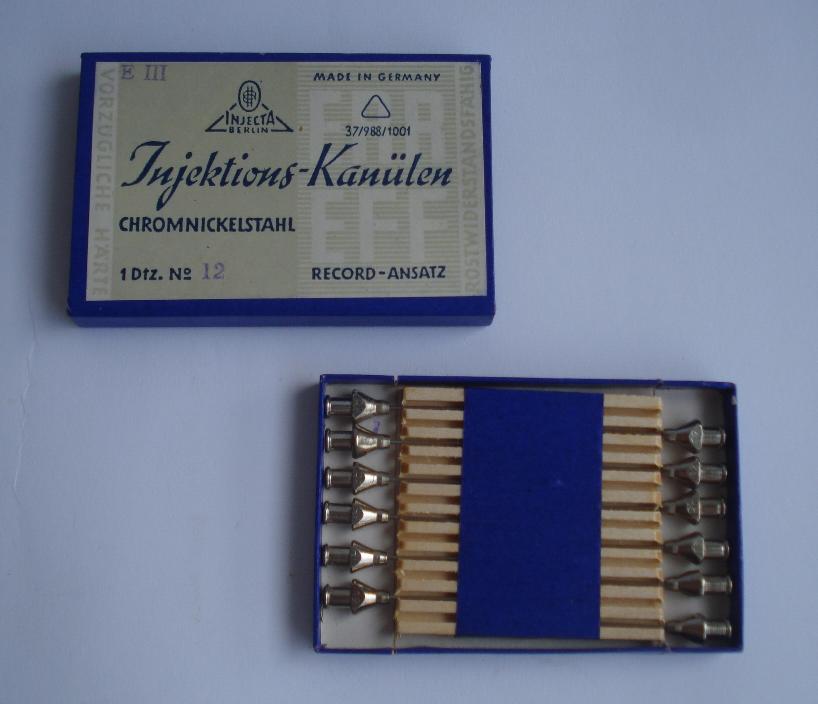 E III
INJECTA
BERLIN
MADE IN GERMANY
37/988/1001
Injektions-Kanülen
CHROMNICKELSTAHL
1 Dtz. № 12
RECORD-ANSATZ
VORZÜGLICHE HÄRTE
ROSTWIDERSTANDSFÄHIG